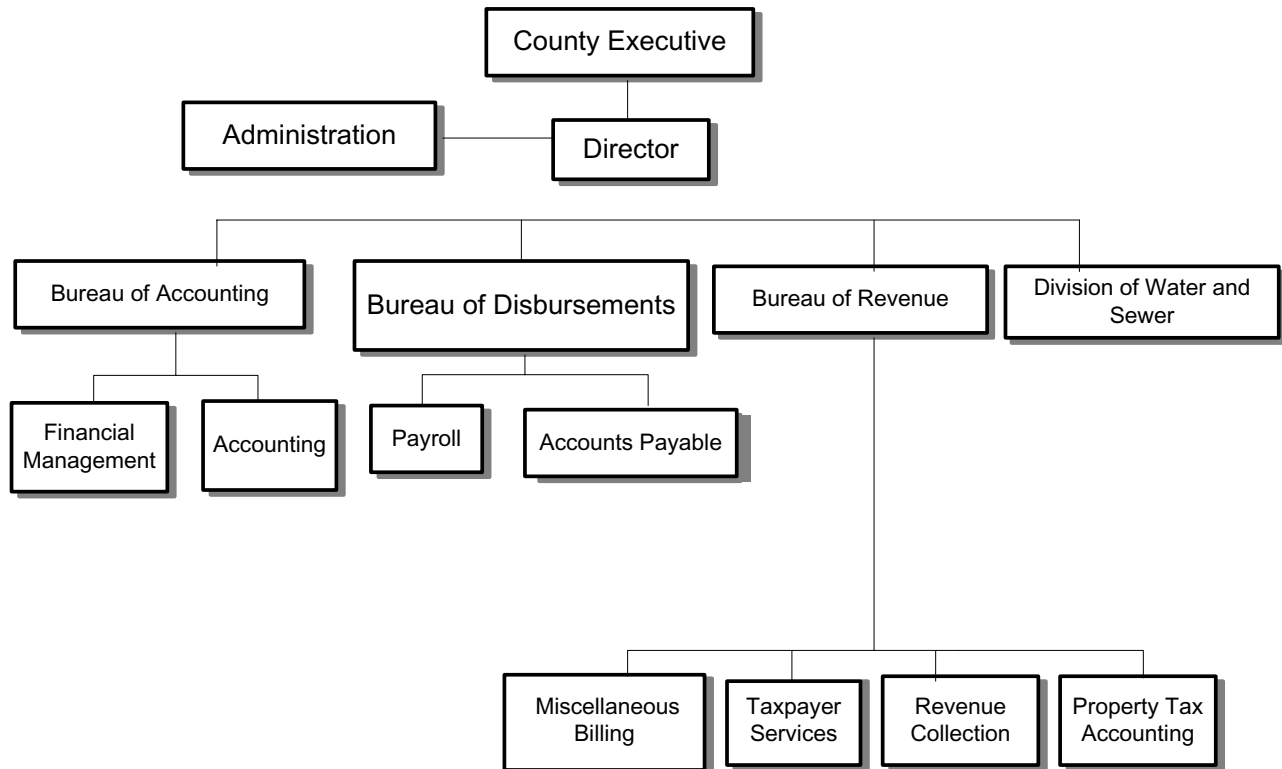 County Executive
Administration
Director
Bureau of Accounting
Bureau of Disbursements
Bureau of Revenue
Division of Water and
Sewer
Financial
Management
Accounting
Payroll
Accounts Payable
Miscellaneous
Billing
Taxpayer
Services
Revenue
Collection
Property Tax
Accounting